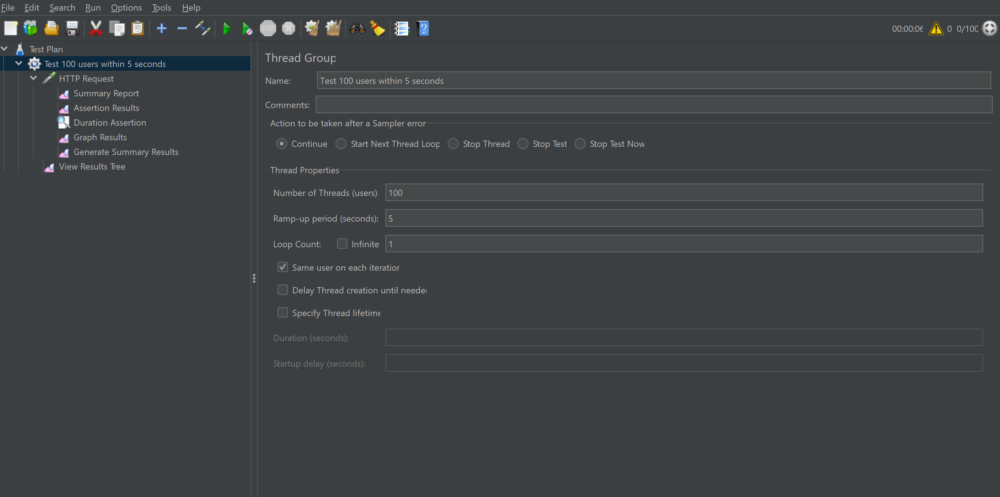 File Edit Search Run Options Tools Help
STOP
00:00:06 0 0/100
Test Plan
Test 100 users within 5 seconds
HTTP Request
Summary Report
Assertion Results
Duration Assertion
Graph Results
Generate Summary Results
View Results Tree
Thread Group
Name: Test 100 users within 5 seconds
Comments:
Action to be taken after a Sampler error
Continue Start Next Thread Loop Stop Thread Stop Test Stop Test Now
Thread Properties
Number of Threads (users): 100
Ramp-up period (seconds): 5
Loop Count: Infinite 1
Same user on each iteration
Delay Thread creation until needed
Specify Thread lifetime
Duration (seconds):
Startup delay (seconds):